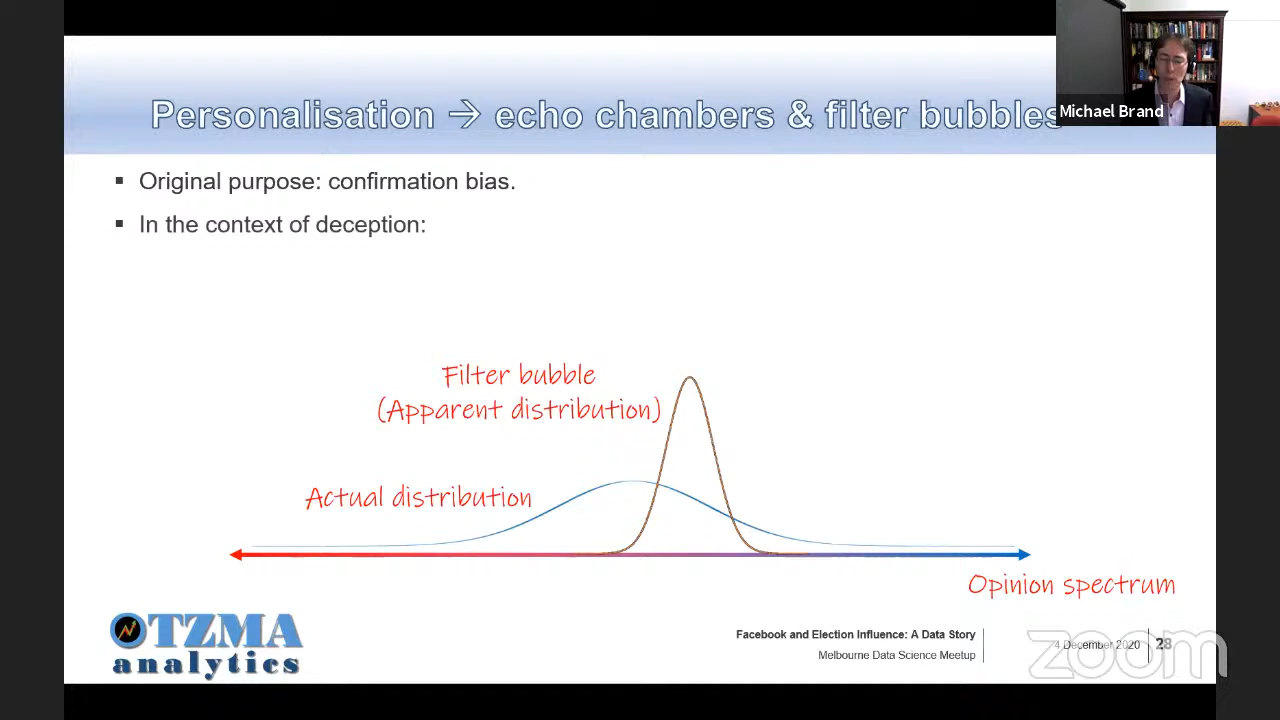 Personalisation → echo chambers & filter bubbles
Michael Brand
▪ Original purpose: confirmation bias.
▪ In the context of deception:
Filter bubble
(Apparent distribution)
Actual distribution
Opinion spectrum
OTZMA
analytics
Facebook and Election Influence: A Data Story
Melbourne Data Science Meetup
4 December 2020
28
zoom